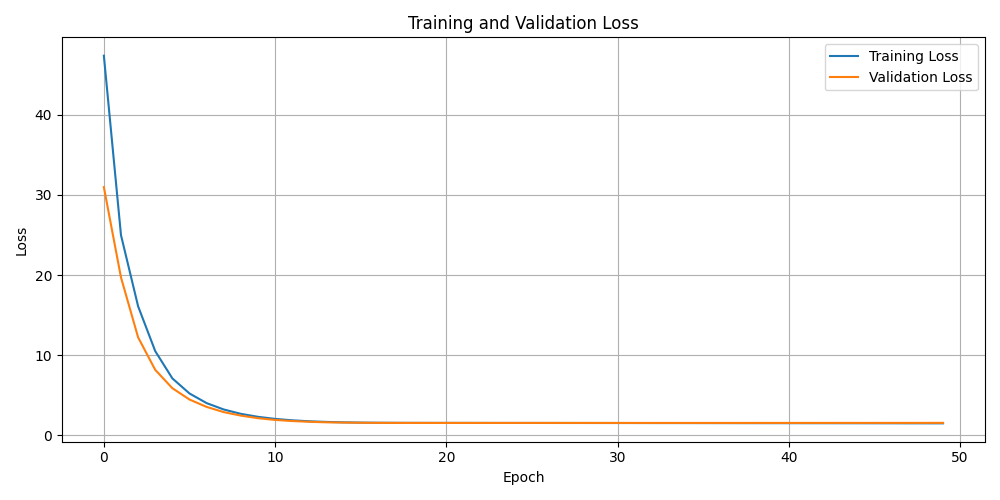 Training and Validation Loss
Training Loss
Validation Loss
Loss
40
30
20
10
0
0 10 20 30 40 50
Epoch